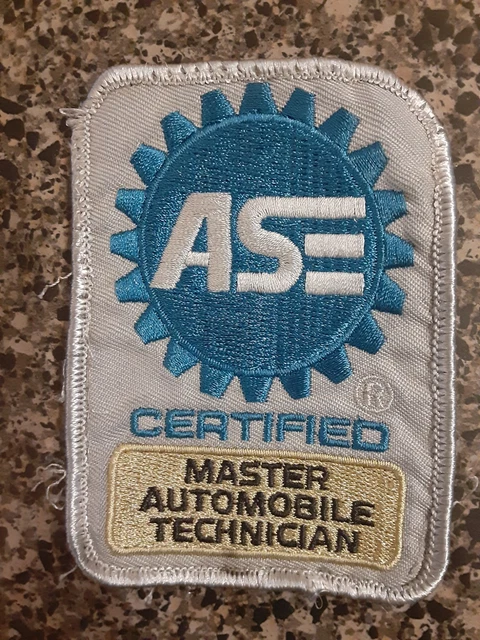 ASE
®
CERTIFIED
MASTER
AUTOMOBILE
TECHNICIAN